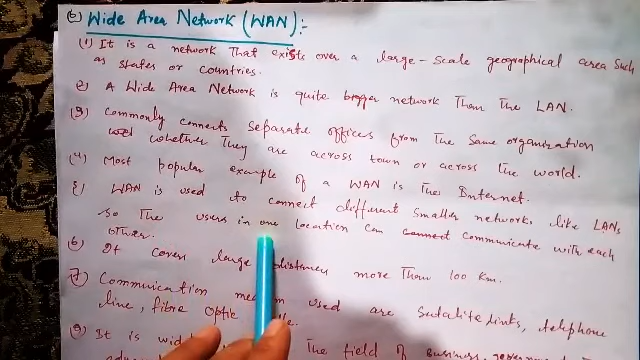 (b) Wide Area Network (WAN):-
(1) It is a network That exists over a large-scale geographical area Such
as states or countries.
2) A Wide Area Network is quite bigger network Than The LAN.
(3) Commonly connects separate offices from the Same organization
used whether They are across town or across The world.
(4) Most popular example of a WAN is The Internet.
5) WAN is used to connect different smaller networks like LANs
So The users in one location can connect communicate with each
other.
6) It covers large distances more Than 100 km.
7) Communication medium used are Satalite links, telephone
line, fibre optic
It is The field of Business,